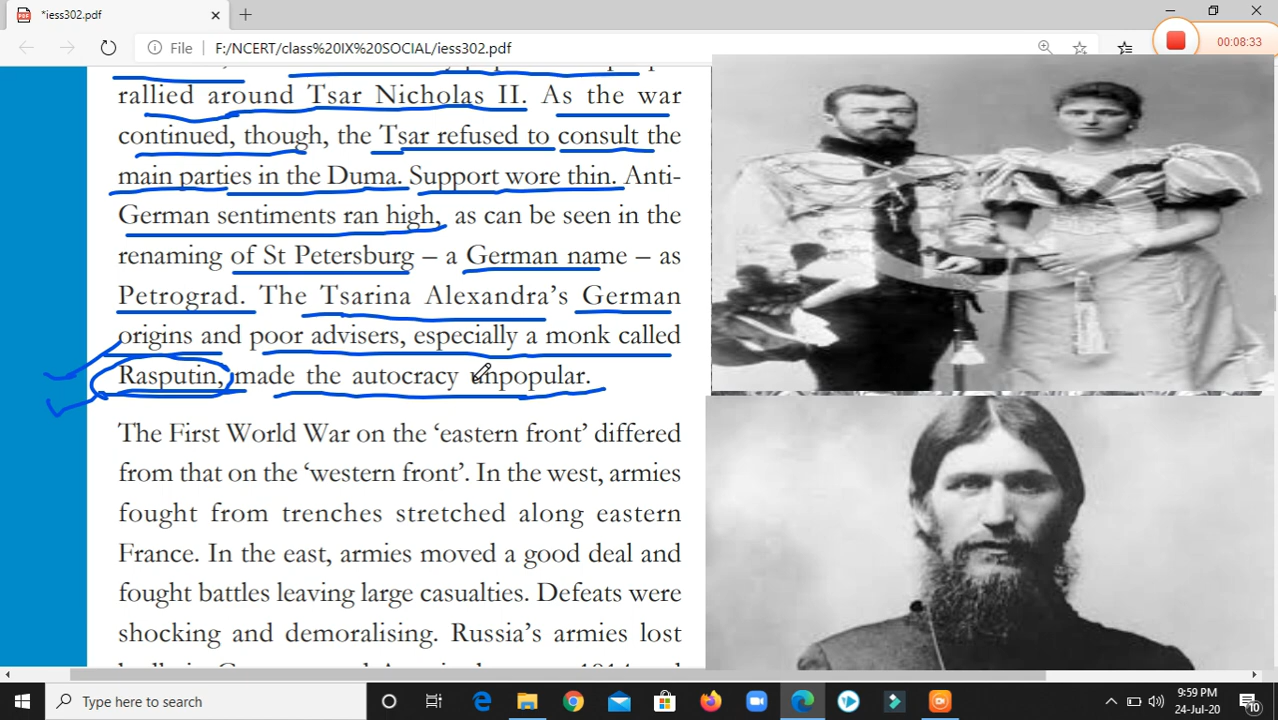 *iess302.pdf
File F:/NCERT/class%20IX%20SOCIAL/iess302.pdf
00:08:33
rallied around Tsar Nicholas II. As the war
continued, though, the Tsar refused to consult the
main parties in the Duma. Support wore thin. Anti-
German sentiments ran high, as can be seen in the
renaming of St Petersburg – a German name – as
Petrograd. The Tsarina Alexandra's German
origins and poor advisers, especially a monk called
Rasputin, made the autocracy unpopular.
The First World War on the 'eastern front' differed
from that on the 'western front'. In the west, armies
fought from trenches stretched along eastern
France. In the east, armies moved a good deal and
fought battles leaving large casualties. Defeats were
shocking and demoralising. Russia's armies lost
Type here to search
9:59 PM
24-Jul-20
10